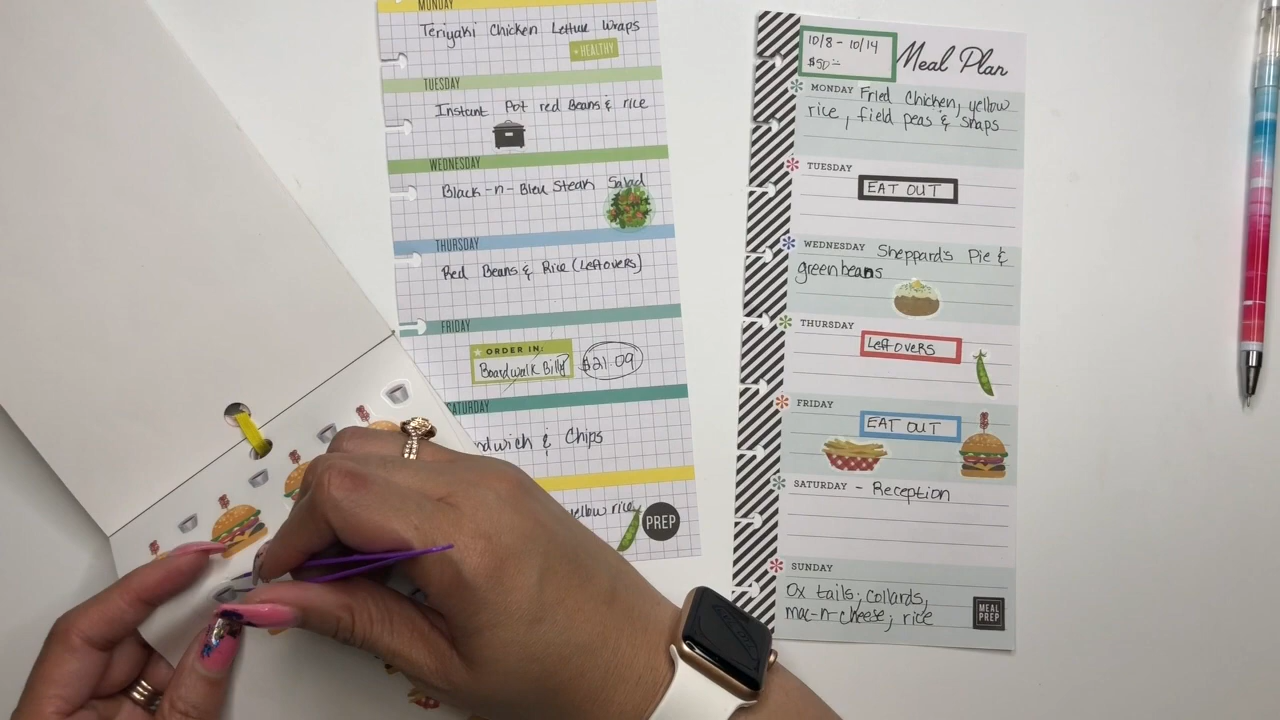 MONDAY
Teriyaki Chicken Lettuce Wraps
HEALTHY
TUESDAY
Instant Pot red Beans & rice
WEDNESDAY
Black-n-Bleu Steak Salad
THURSDAY
Red Beans & Rice (Leftovers)
FRIDAY
ORDER IN:
Boardwalk Billy $21.09
SATURDAY
ndwich & Chips
yellow rice
PREP
10/8 - 10/14
$50
Meal Plan
MONDAY Fried Chicken, yellow
rice, field peas & snaps
TUESDAY
EAT OUT
WEDNESDAY Sheppard's Pie &
greenbeans
THURSDAY
Leftovers
FRIDAY
EAT OUT
SATURDAY - Reception
SUNDAY
Ox tails, collards,
mac-n-cheese, rice
MEAL
PREP